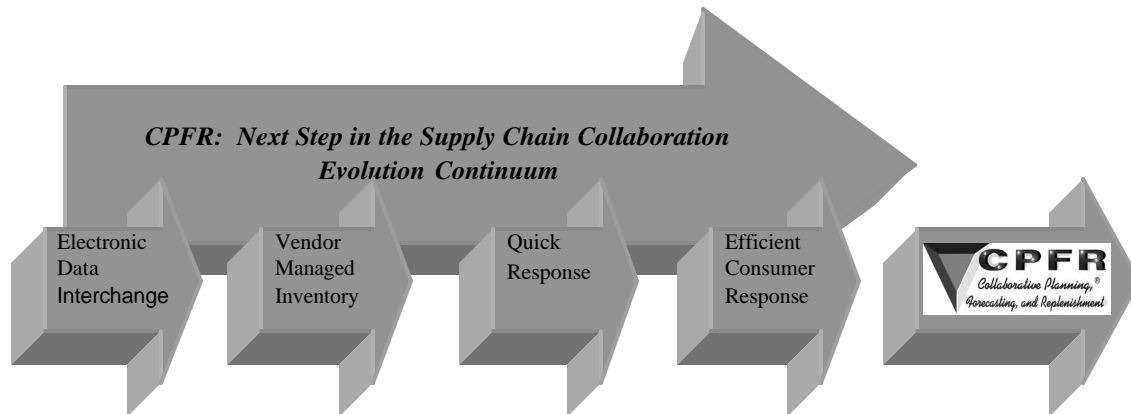 CPFR: Next Step in the Supply Chain Collaboration
Evolution Continuum
Electronic
Data
Interchange
Vendor
Managed
Inventory
Quick
Response
Efficient
Consumer
Response
CPFR
Collaborative Planning,®
Forecasting, and Replenishment